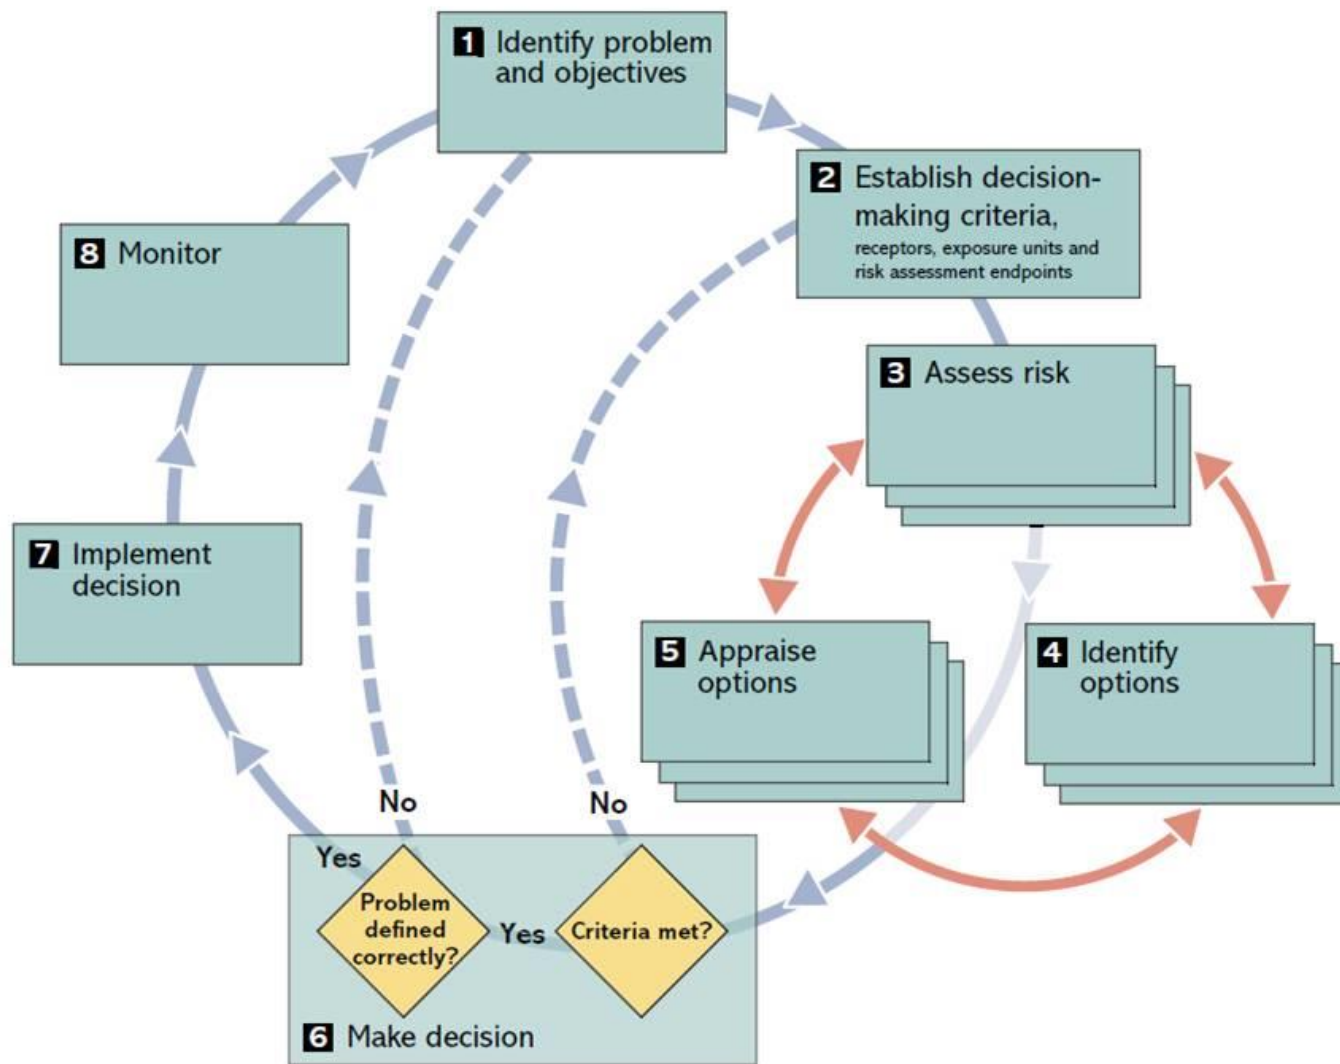 1 Identify problem
and objectives
2 Establish decision-
making criteria,
receptors, exposure units and
risk assessment endpoints
3 Assess risk
4 Identify
options
5 Appraise
options
6 Make decision
Criteria met?
Yes
No
Problem
defined
correctly?
Yes
No
7 Implement
decision
8 Monitor